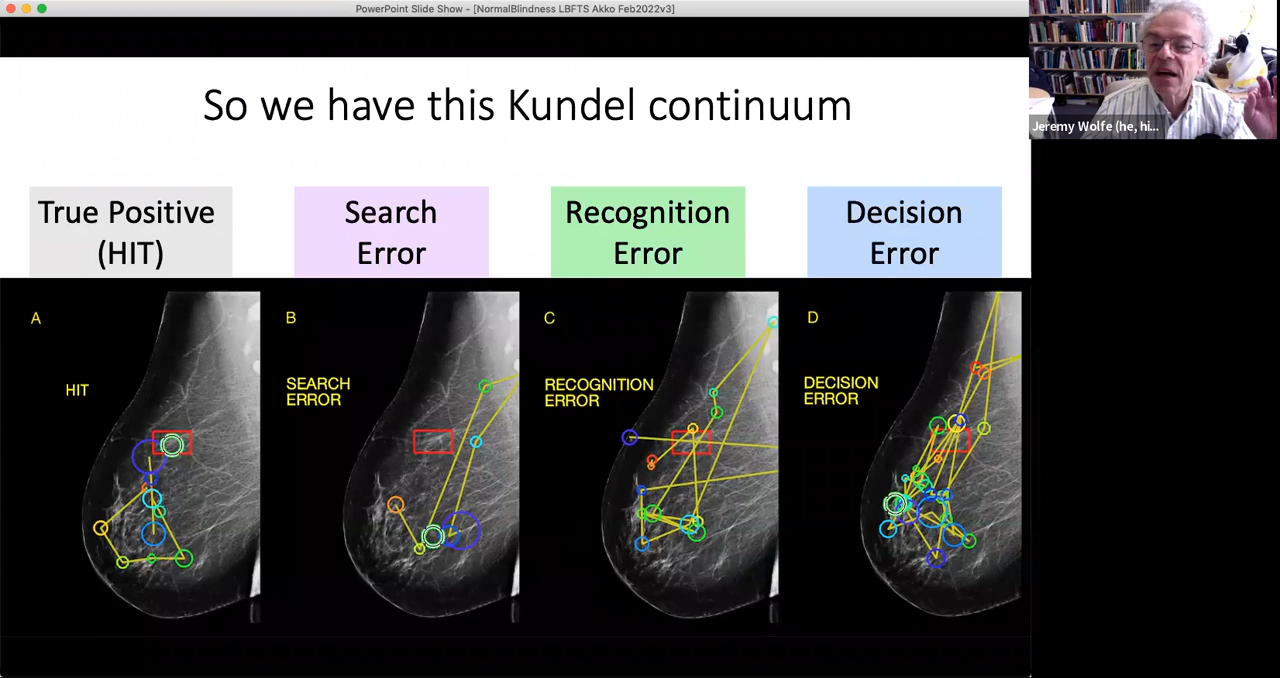 PowerPoint Slide Show - [NormalBlindness LBFTS Akko Feb2022v3]
So we have this Kundel continuum
Jeremy Wolfe (he, hi...
True Positive
(HIT)
Search
Error
Recognition
Error
Decision
Error
A
HIT
B
SEARCH
ERROR
C
RECOGNITION
ERROR
D
DECISION
ERROR